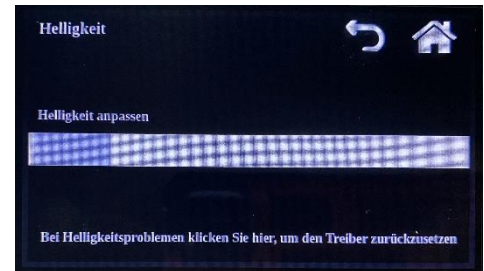 Helligkeit
Helligkeit anpassen
Bei Helligkeitsproblemen klicken Sie hier, um den Treiber zurückzusetzen